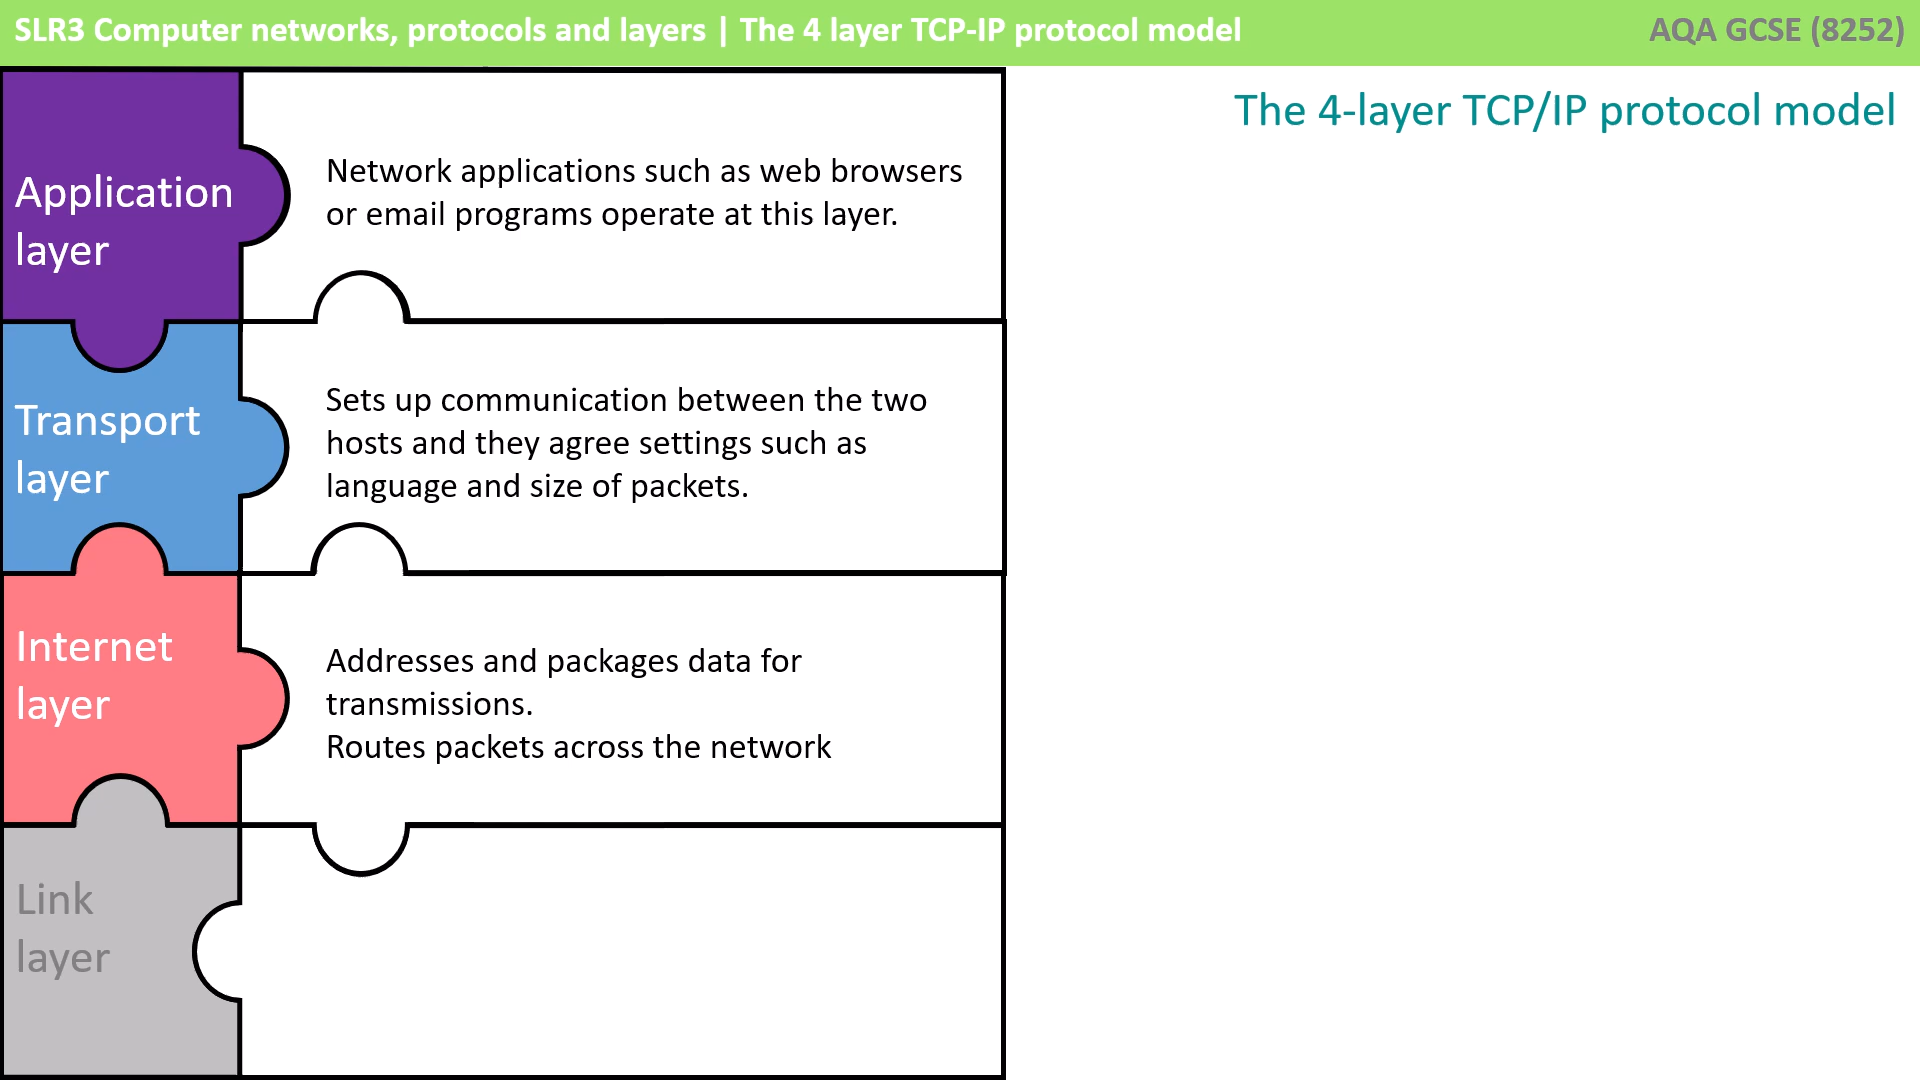 SLR3 Computer networks, protocols and layers | The 4 layer TCP-IP protocol model
AQA GCSE (8252)
The 4-layer TCP/IP protocol model
Application
layer
Network applications such as web browsers
or email programs operate at this layer.
Transport
layer
Sets up communication between the two
hosts and they agree settings such as
language and size of packets.
Internet
layer
Addresses and packages data for
transmissions.
Routes packets across the network
Link
layer